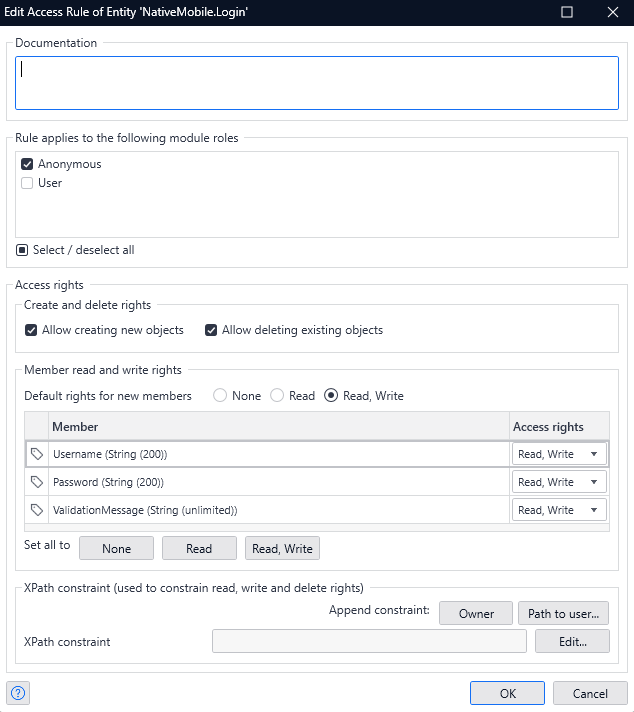 Edit Access Rule of Entity 'NativeMobile.Login'
Documentation
Rule applies to the following module roles
Anonymous
User
Select / deselect all
Access rights
Create and delete rights
Allow creating new objects Allow deleting existing objects
Member read and write rights
Default rights for new members None Read Read, Write
Member Access rights
Username (String (200)) Read, Write
Password (String (200)) Read, Write
ValidationMessage (String (unlimited)) Read, Write
Set all to None Read Read, Write
XPath constraint (used to constrain read, write and delete rights)
Append constraint: Owner Path to user...
XPath constraint Edit...
? OK Cancel